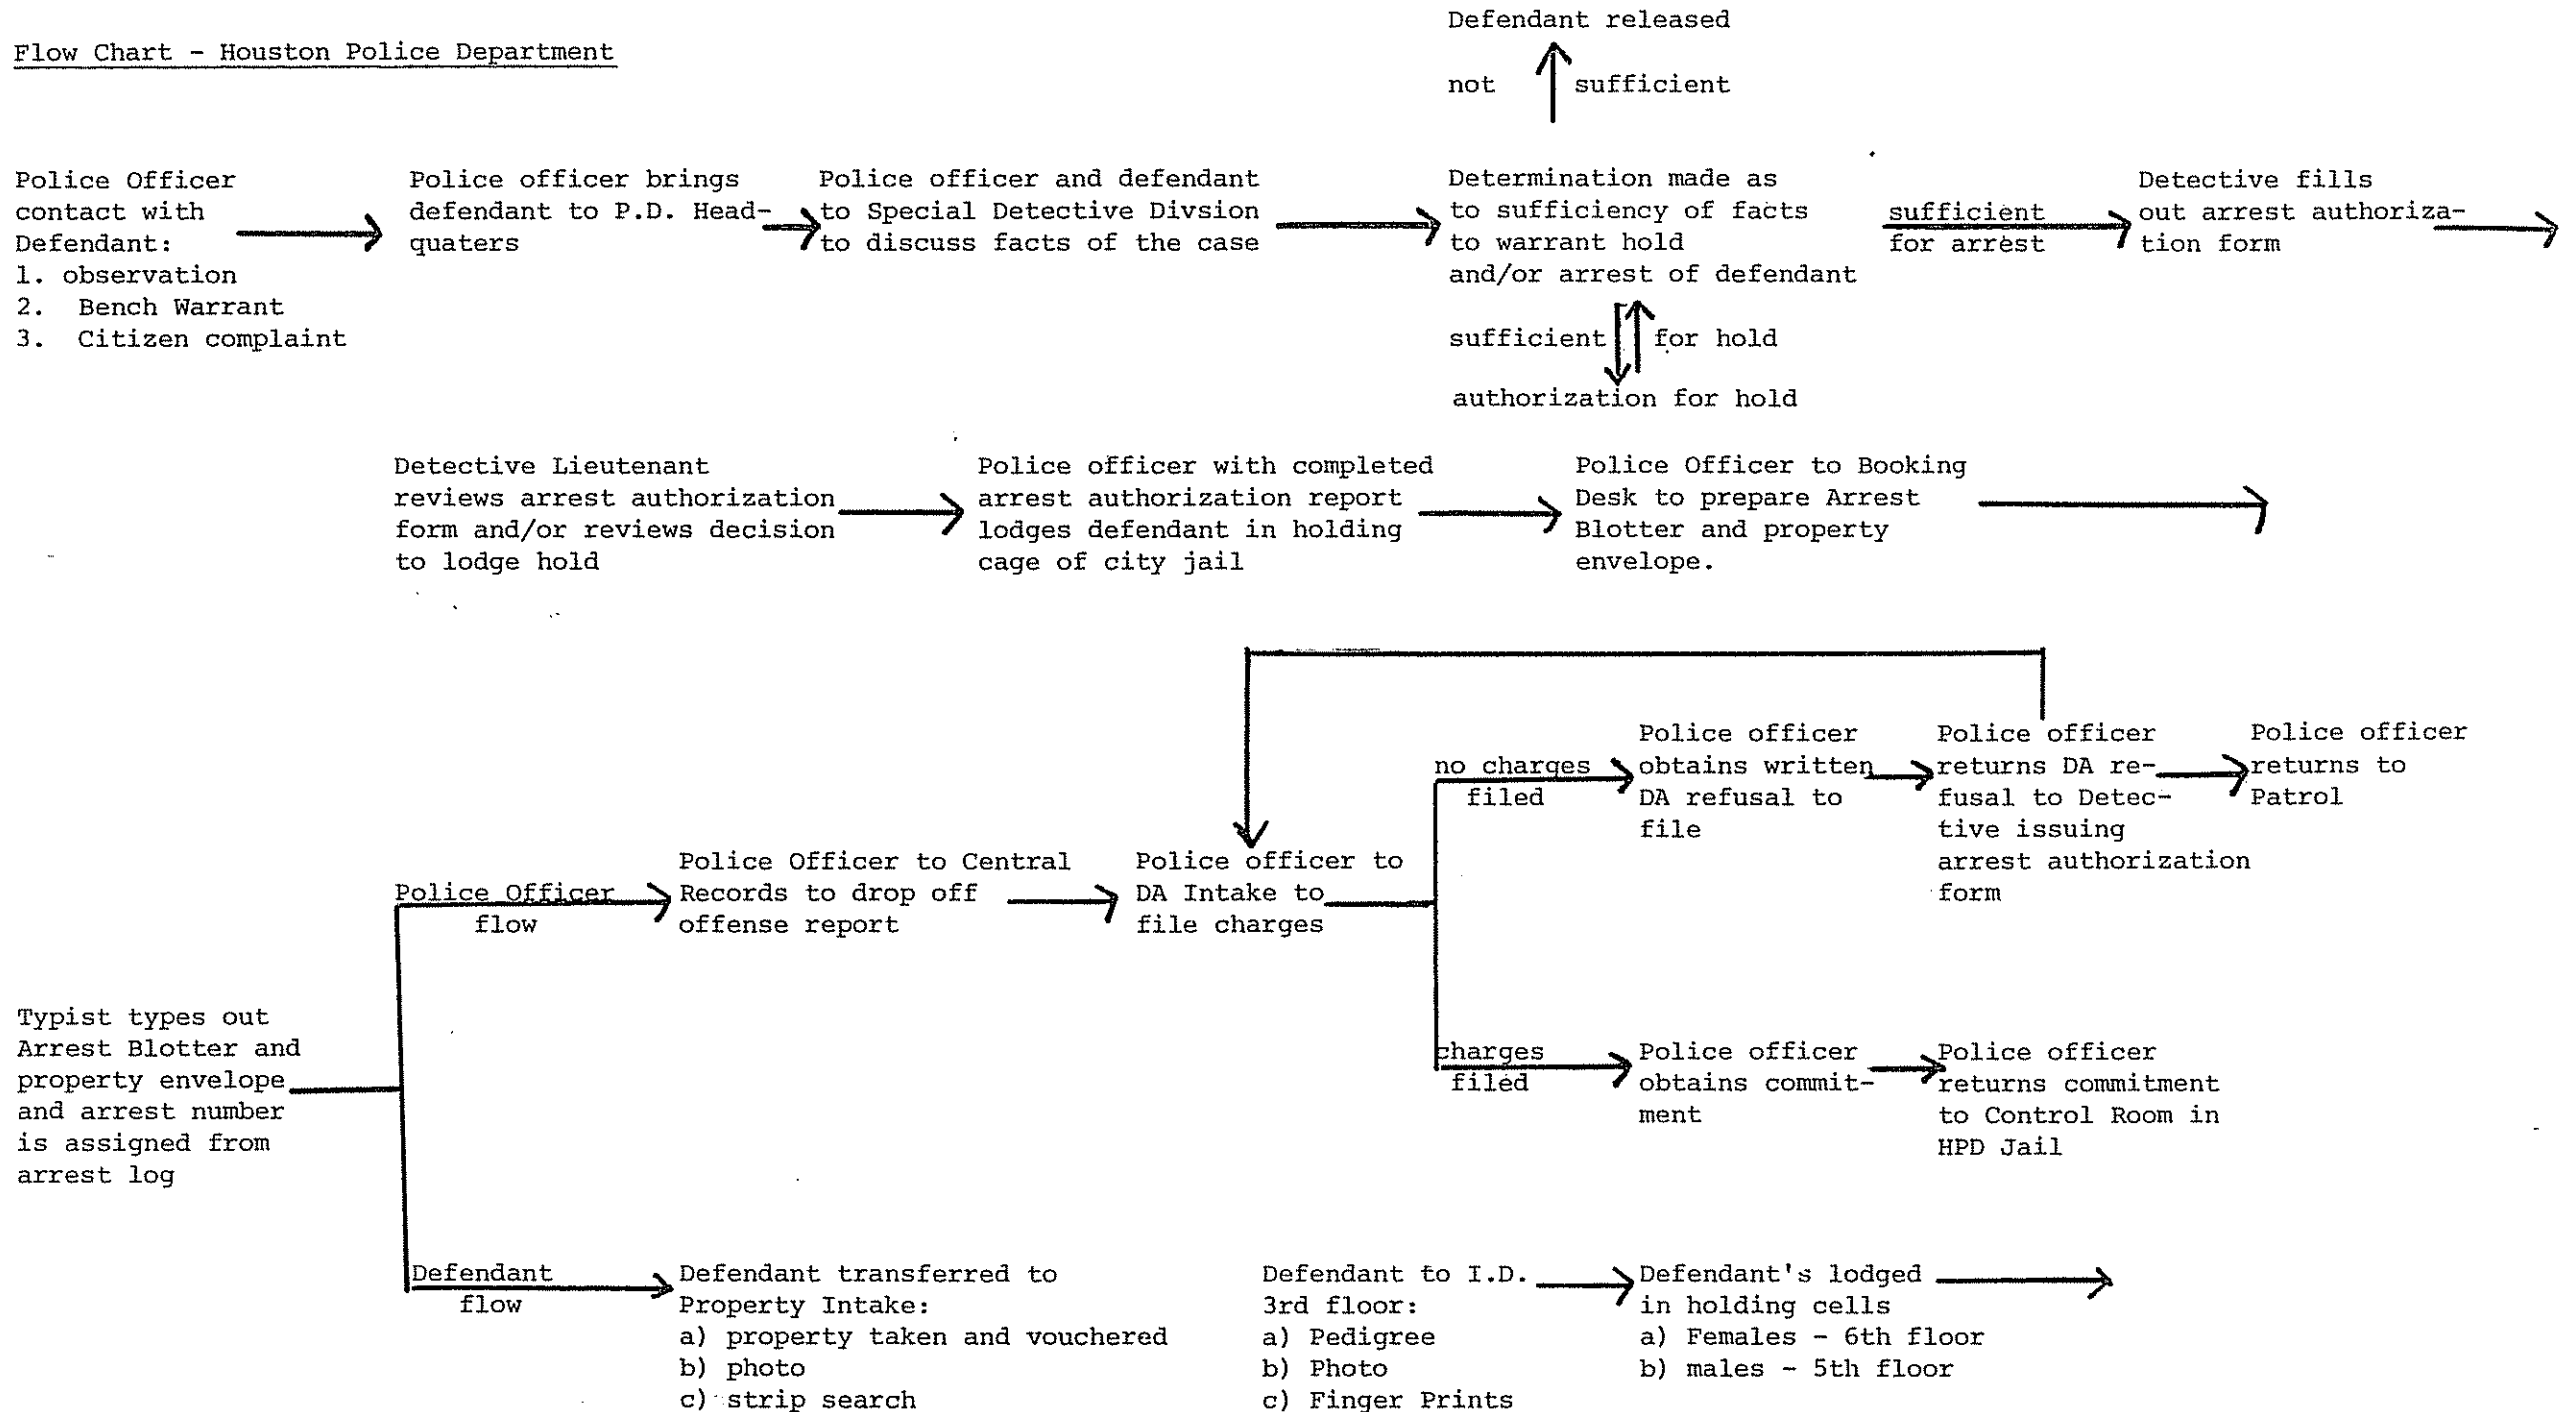 Flow Chart - Houston Police Department
Defendant released
not sufficient
Police Officer
contact with
Defendant:
1. observation
2. Bench Warrant
3. Citizen complaint
Police officer brings
defendant to P.D. Head-
quaters
Police officer and defendant
to Special Detective Divsion
to discuss facts of the case
Determination made as
to sufficiency of facts
to warrant hold
and/or arrest of defendant
sufficient
for arrest
Detective fills
out arrest authoriza-
tion form
sufficient for hold
authorization for hold
Detective Lieutenant
reviews arrest authorization
form and/or reviews decision
to lodge hold
Police officer with completed
arrest authorization report
lodges defendant in holding
cage of city jail
Police Officer to Booking
Desk to prepare Arrest
Blotter and property
envelope.
Typist types out
Arrest Blotter and
property envelope
and arrest number
is assigned from
arrest log
Police Officer
flow
Police Officer to Central
Records to drop off
offense report
Police officer to
DA Intake to
file charges
no charges
filed
Police officer
obtains written
DA refusal to
file
Police officer
returns DA re-
fusal to Detec-
tive issuing
arrest authorization
form
Police officer
returns to
Patrol
charges
filed
Police officer
obtains commit-
ment
Police officer
returns commitment
to Control Room in
HPD Jail
Defendant
flow
Defendant transferred to
Property Intake:
a) property taken and vouchered
b) photo
c) strip search
Defendant to I.D.
3rd floor:
a) Pedigree
b) Photo
c) Finger Prints
Defendant's lodged
in holding cells
a) Females - 6th floor
b) males - 5th floor